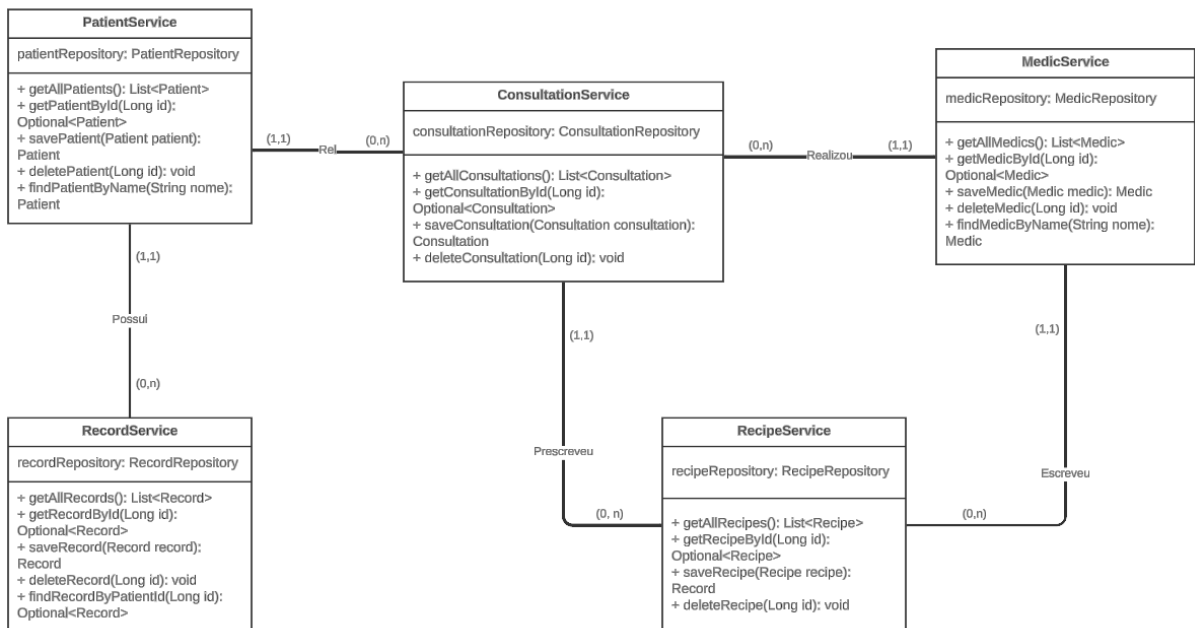 PatientService
patientRepository: PatientRepository
+ getAllPatients(): List<Patient>
+ getPatientById(Long id):
Optional<Patient>
+ savePatient(Patient patient):
Patient
+ deletePatient(Long id): void
+ findPatientByName(String nome):
Patient
(1,1)
Rel
(0,n)
ConsultationService
consultationRepository: ConsultationRepository
+ getAllConsultations(): List<Consultation>
+ getConsultationById(Long id):
Optional<Consultation>
+ saveConsultation(Consultation consultation):
Consultation
+ deleteConsultation(Long id): void
(0,n)
Realizou
(1,1)
MedicService
medicRepository: MedicRepository
+ getAllMedics(): List<Medic>
+ getMedicById(Long id):
Optional<Medic>
+ saveMedic(Medic medic): Medic
+ deleteMedic(Long id): void
+ findMedicByName(String nome):
Medic
(1,1)
Possui
(0,n)
RecordService
recordRepository: RecordRepository
+ getAllRecords(): List<Record>
+ getRecordById(Long id):
Optional<Record>
+ saveRecord(Record record):
Record
+ deleteRecord(Long id): void
+ findRecordByPatientId(Long id):
Optional<Record>
(1,1)
Prescreveu
(0, n)
RecipeService
recipeRepository: RecipeRepository
+ getAllRecipes(): List<Recipe>
+ getRecipeById(Long id):
Optional<Recipe>
+ saveRecipe(Recipe recipe):
Record
+ deleteRecipe(Long id): void
(1,1)
Escreveu
(0,n)